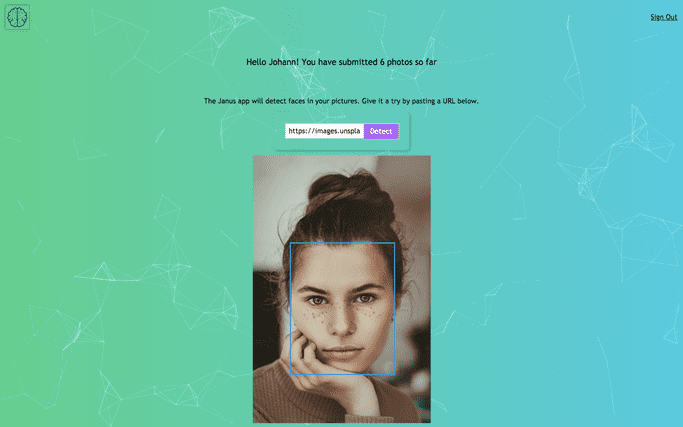 Sign Out
Hello Johann! You have submitted 6 photos so far
The Janus app will detect faces in your pictures. Give it a try by pasting a URL below.
https://images.unspla Detect